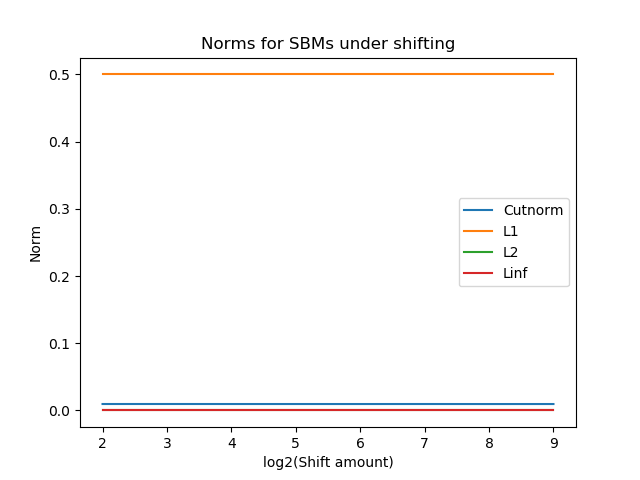 Norms for SBMs under shifting
0.5
0.4
0.3
0.2
0.1
0.0
Norm
Cutnorm
L1
L2
Linf
2 3 4 5 6 7 8 9
log2(Shift amount)